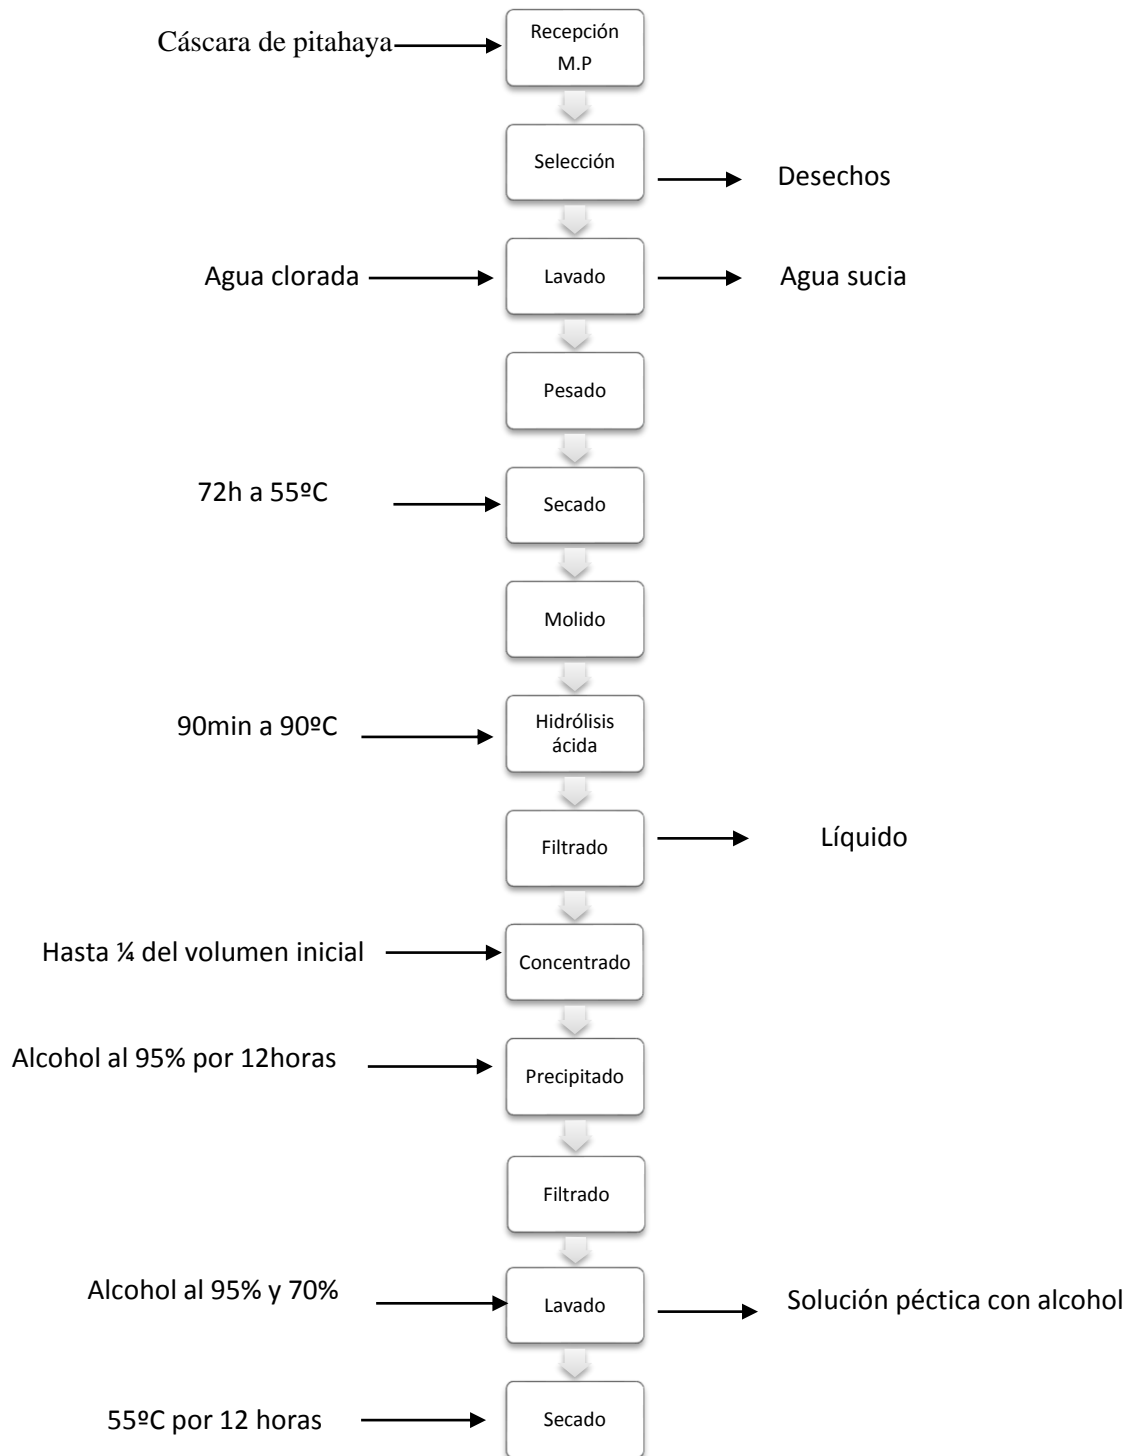 Cáscara de pitahaya
Recepción
M.P
Selección
Desechos
Agua clorada
Lavado
Agua sucia
Pesado
72h a 55ºC
Secado
Molido
90min a 90ºC
Hidrólisis
ácida
Filtrado
Líquido
Hasta ¼ del volumen inicial
Concentrado
Alcohol al 95% por 12horas
Precipitado
Filtrado
Alcohol al 95% y 70%
Lavado
Solución péctica con alcohol
55ºC por 12 horas
Secado